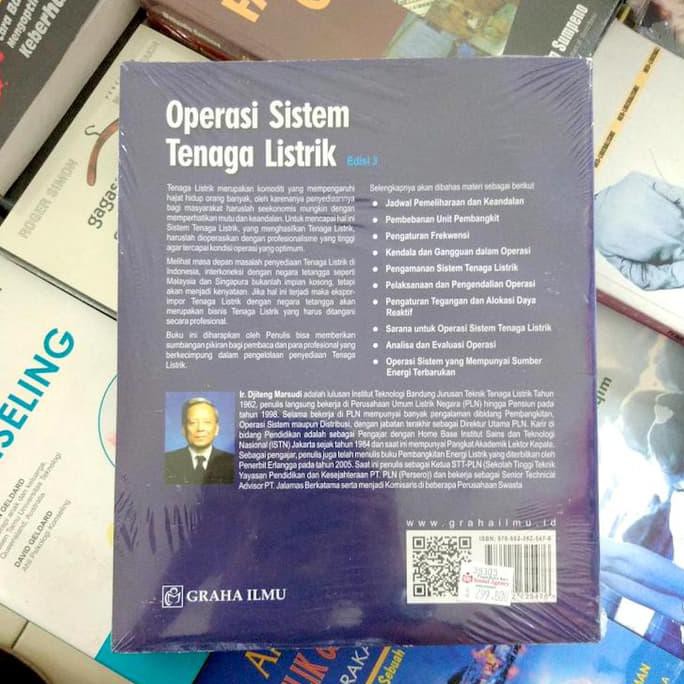 Operasi Sistem
Tenaga Listrik Edisi 3
Tenaga Listrik merupakan komoditi yang mempengaruhi
hajat hidup orang banyak, oleh karenanya penyediaannya
bagi masyarakat haruslah seekonomis mungkin dengan
memperhatikan mutu dan keandalan. Untuk mencapai hal ini
Sistem Tenaga Listrik, yang menghasilkan Tenaga Listrik,
haruslah dioperasikan dengan profesionalisme yang tinggi
agar tercapai kondisi operasi yang optimum.
Melihat masa depan masalah penyediaan Tenaga Listrik di
Indonesia, interkoneksi dengan negara tetangga seperti
Malaysia dan Singapura bukanlah impian kosong, tetapi
akan menjadi kenyataan. Jika hal ini terjadi maka ekspor-
impor Tenaga Listrik dengan negara tetangga akan
merupakan bisnis Tenaga Listrik yang harus ditangani
secara profesional.
Buku ini diharapkan oleh Penulis bisa memberikan
sumbangan pikiran bagi pembaca dan para profesional yang
berkecimpung dalam pengelolaan penyediaan Tenaga
Listrik.
Selengkapnya akan dibahas materi sebagai berikut
Jadwal Pemeliharaan dan Keandalan
Pembebanan Unit Pembangkit
Pengaturan Frekwensi
Kendala dan Gangguan dalam Operasi
Pengamanan Sistem Tenaga Listrik
Pelaksanaan dan Pengendalian Operasi
Pengaturan Tegangan dan Alokasi Daya
Reaktif
Sarana untuk Operasi Sistem Tenaga Listrik
Analisa dan Evaluasi Operasi
Operasi Sistem yang Mempunyai Sumber
Energi Terbarukan
Ir. Djiteng Marsudi adalah lulusan Institut Teknologi Bandung Jurusan Teknik Tenaga Listrik Tahun
1962, penulis langsung bekerja di Perusahaan Umum Listrik Negara (PLN) hingga Pensiun pada
tahun 1998. Selama bekerja di PLN mempunyai banyak pengalaman dibidang Pembangkitan,
Operasi Sistem maupun Distribusi, dengan jabatan terakhir sebagai Direktur Utama PLN. Karir di
bidang Pendidikan adalah sebagai Pengajar dengan Home Base Institut Sains dan Teknologi
Nasional (ISTN) Jakarta sejak tahun 1984 dan saat ini mempunyai Pangkat Akademik Lektor Kepala.
Sebagai pengajar, penulis juga telah menulis buku Pembangkitan Energi Listrik yang diterbitkan oleh
Penerbit Erlangga pada tahun 2005. Saat ini penulis sebagai Ketua STT-PLN (Sekolah Tinggi Teknik
Yayasan Pendidikan dan Kesejahteraan PT. PLN (Persero)) dan bekerja sebagai Senior Technical
Advisor PT. Jalamas Berkatama serta menjadi Komisaris di beberapa Perusahaan Swasta
www.grahailmu.id
GRAHA ILMU
299.800
ROGER SIMON
gagasan
SELING
GELDARD
DAVID GELDARD
Ahli Psikologi Konseling
Sumpeno
Sebuah